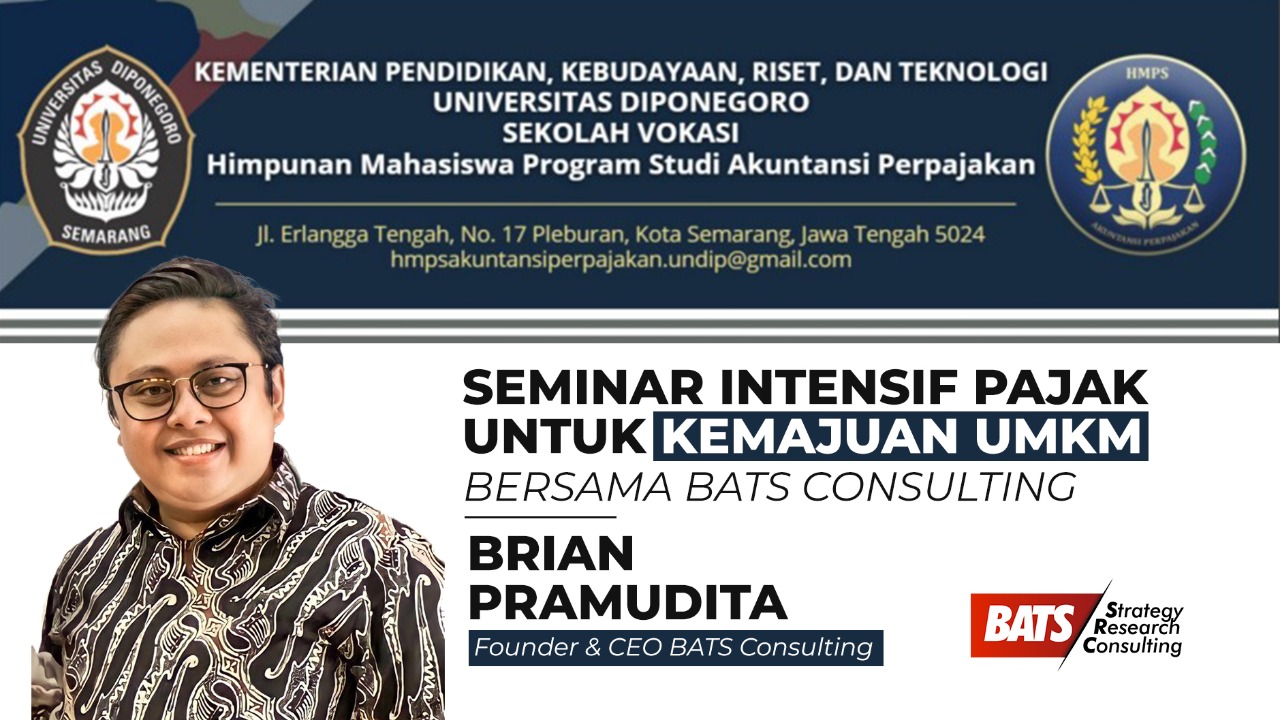 UNIVERSITAS DIPONEGORO
SEMARANG
KEMENTERIAN PENDIDIKAN, KEBUDAYAAN, RISET, DAN TEKNOLOGI
UNIVERSITAS DIPONEGORO
SEKOLAH VOKASI
Himpunan Mahasiswa Program Studi Akuntansi Perpajakan
Jl. Erlangga Tengah, No. 17 Pleburan, Kota Semarang, Jawa Tengah 5024
hmpsakuntansiperpajakan.undip@gmail.com
HMPS
AKUNTANSI PERPAJAKAN
SEMINAR INTENSIF PAJAK
UNTUK KEMAJUAN UMKM
BERSAMA BATS CONSULTING
BRIAN
PRAMUDITA
Founder & CEO BATS Consulting
BATS
Strategy
Research
Consulting